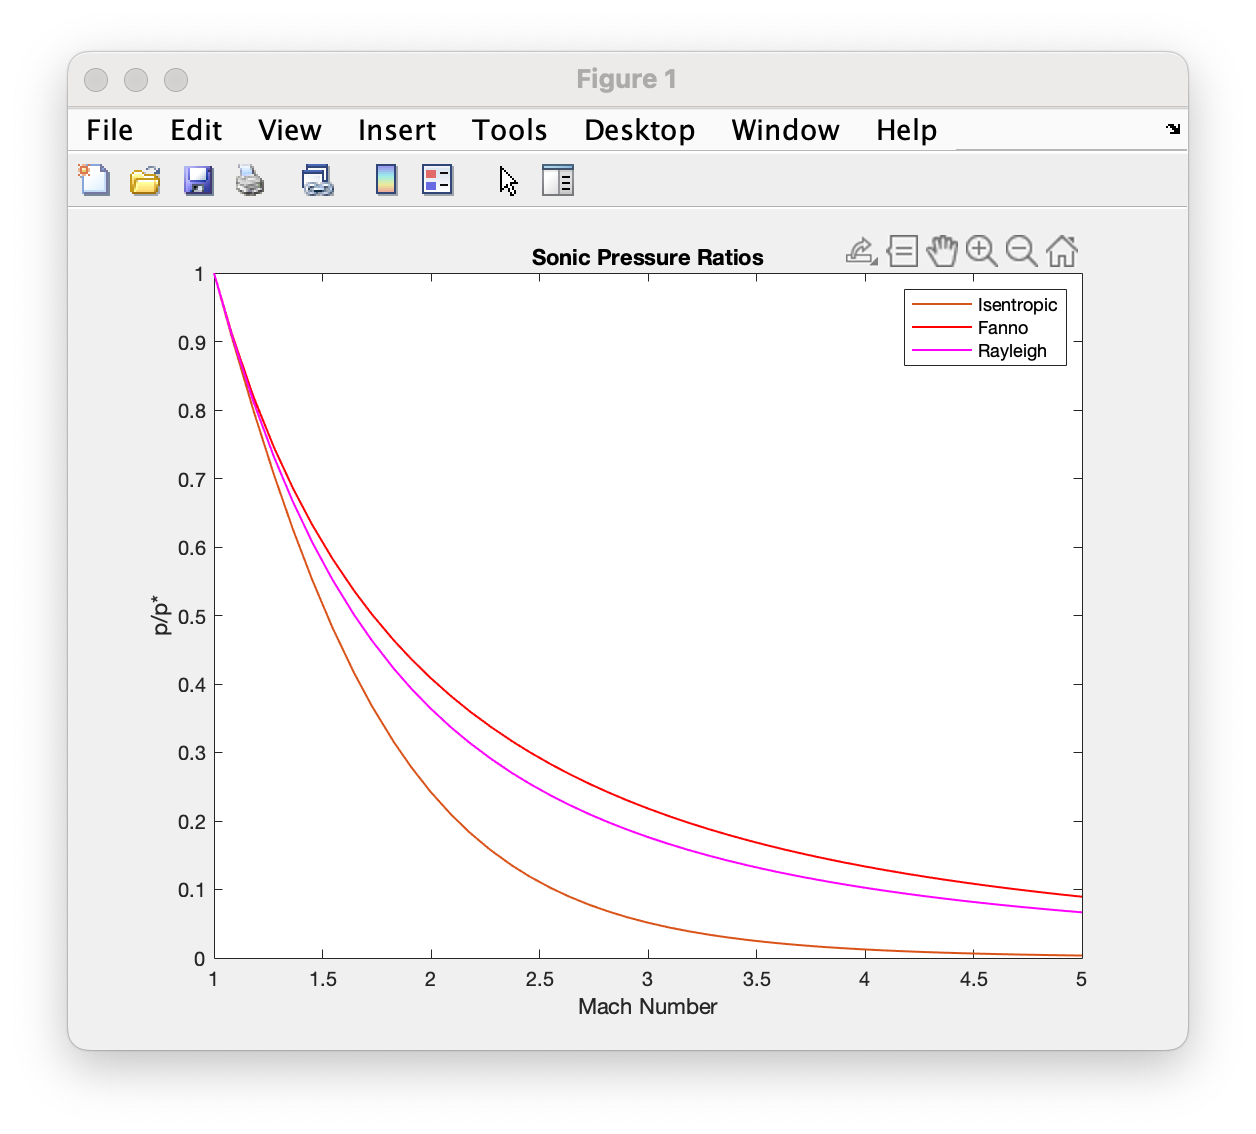 Figure 1
File Edit View Insert Tools Desktop Window Help
Sonic Pressure Ratios
1
0.9
0.8
0.7
0.6
0.5
0.4
0.3
0.2
0.1
0
p/p*
Isentropic
Fanno
Rayleigh
1 1.5 2 2.5 3 3.5 4 4.5 5
Mach Number